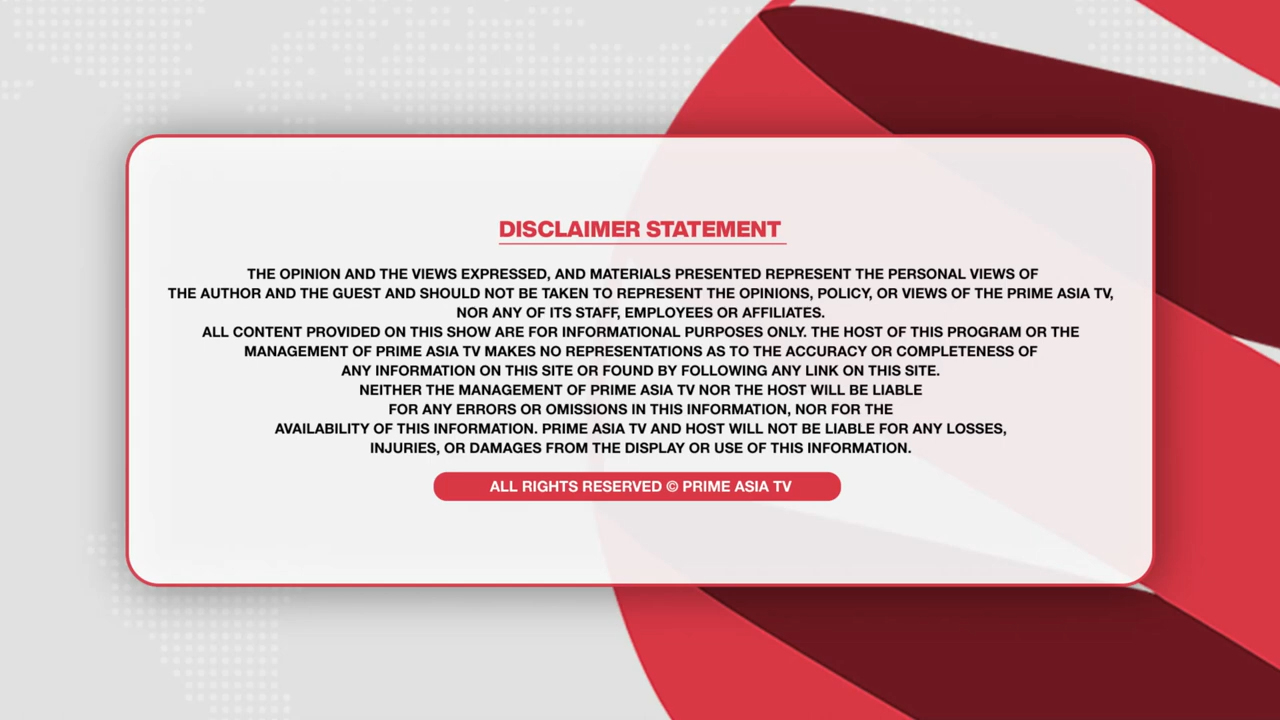 DISCLAIMER STATEMENT
THE OPINION AND THE VIEWS EXPRESSED, AND MATERIALS PRESENTED REPRESENT THE PERSONAL VIEWS OF
THE AUTHOR AND THE GUEST AND SHOULD NOT BE TAKEN TO REPRESENT THE OPINIONS, POLICY, OR VIEWS OF THE PRIME ASIA TV,
NOR ANY OF ITS STAFF, EMPLOYEES OR AFFILIATES.
ALL CONTENT PROVIDED ON THIS SHOW ARE FOR INFORMATIONAL PURPOSES ONLY. THE HOST OF THIS PROGRAM OR THE
MANAGEMENT OF PRIME ASIA TV MAKES NO REPRESENTATIONS AS TO THE ACCURACY OR COMPLETENESS OF
ANY INFORMATION ON THIS SITE OR FOUND BY FOLLOWING ANY LINK ON THIS SITE.
NEITHER THE MANAGEMENT OF PRIME ASIA TV NOR THE HOST WILL BE LIABLE
FOR ANY ERRORS OR OMISSIONS IN THIS INFORMATION, NOR FOR THE
AVAILABILITY OF THIS INFORMATION. PRIME ASIA TV AND HOST WILL NOT BE LIABLE FOR ANY LOSSES,
INJURIES, OR DAMAGES FROM THE DISPLAY OR USE OF THIS INFORMATION.
ALL RIGHTS RESERVED © PRIME ASIA TV